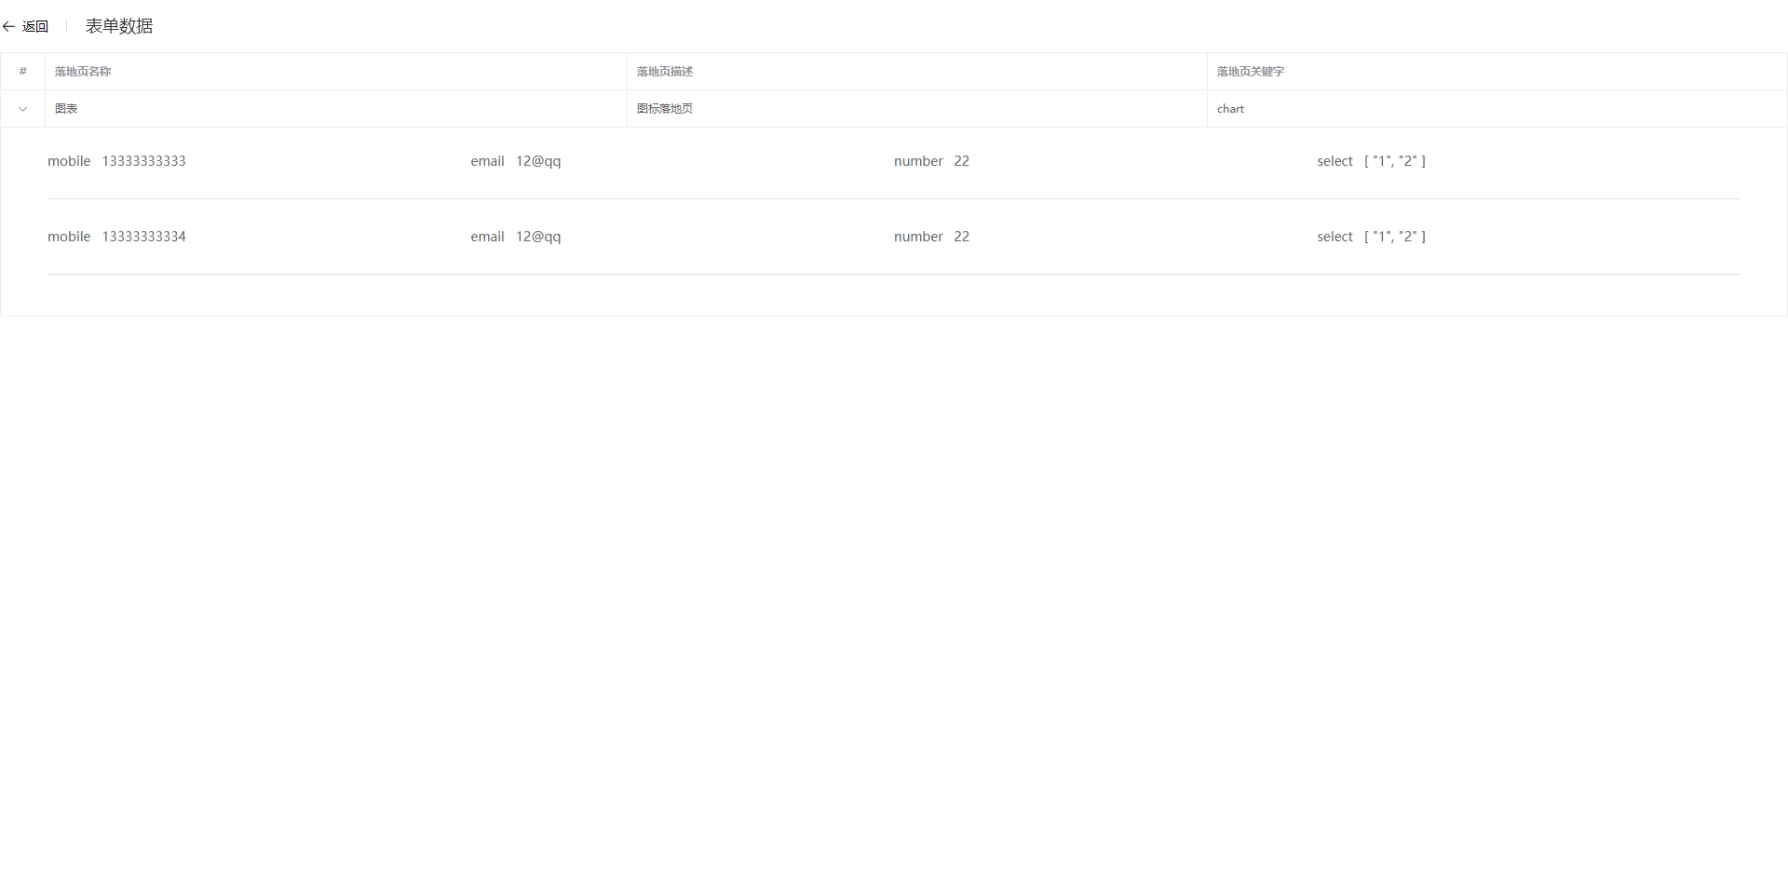 返回 表单数据
# 落地页名称 落地页描述 落地页关键字
图表 图标落地页 chart
mobile 13333333333 email 12@qq number 22 select [ "1", "2" ]
mobile 13333333334 email 12@qq number 22 select [ "1", "2" ]